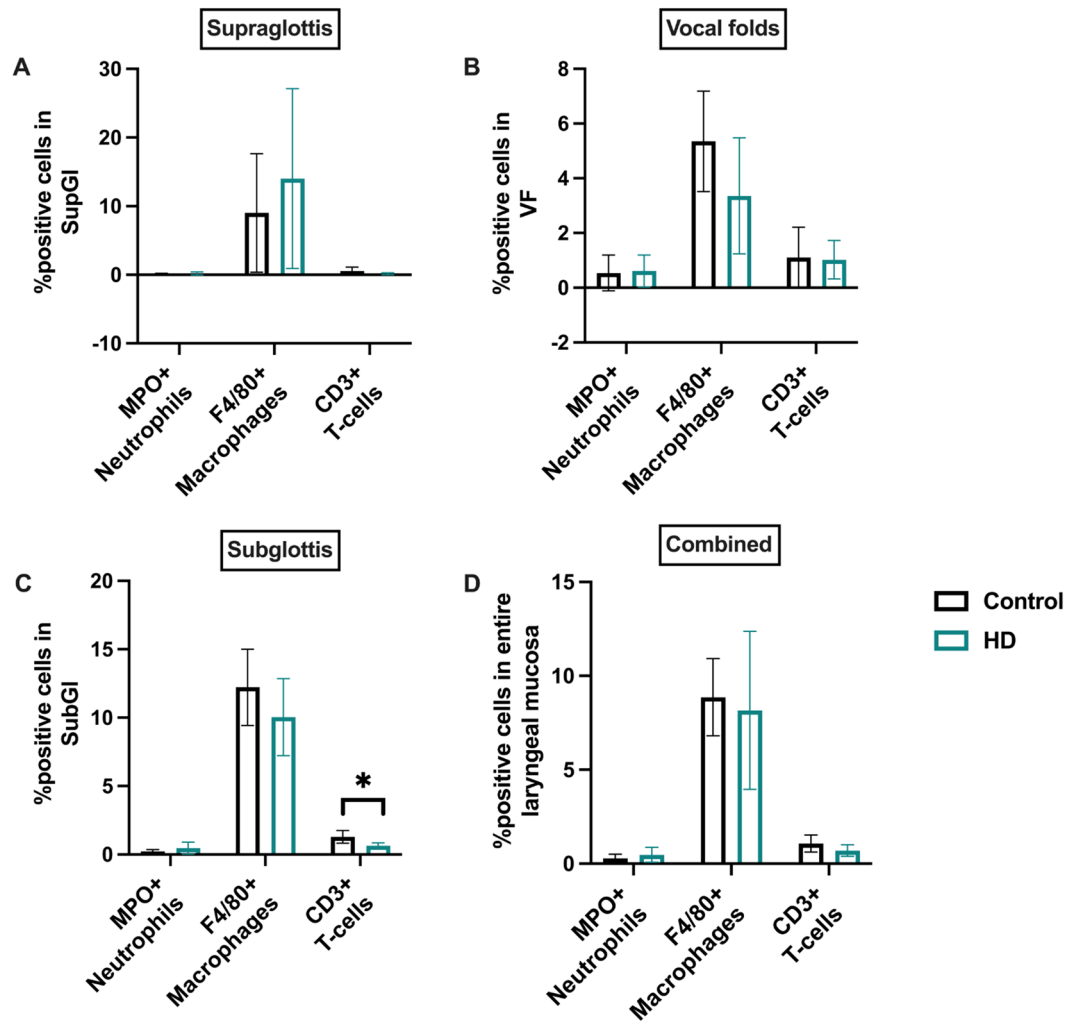 Supraglottis
A
%positive cells in
SupGl
30
20
10
0
-10
MPO+
Neutrophils
F4/80+
Macrophages
CD3+
T-cells
Vocal folds
B
%positive cells in
VF
8
6
4
2
0
-2
MPO+
Neutrophils
F4/80+
Macrophages
CD3+
T-cells
Subglottis
C
%positive cells in
SubGl
20
15
10
5
0
*
MPO+
Neutrophils
F4/80+
Macrophages
CD3+
T-cells
Combined
D
%positive cells in entire
laryngeal mucosa
15
10
5
0
MPO+
Neutrophils
F4/80+
Macrophages
CD3+
T-cells
Control
HD